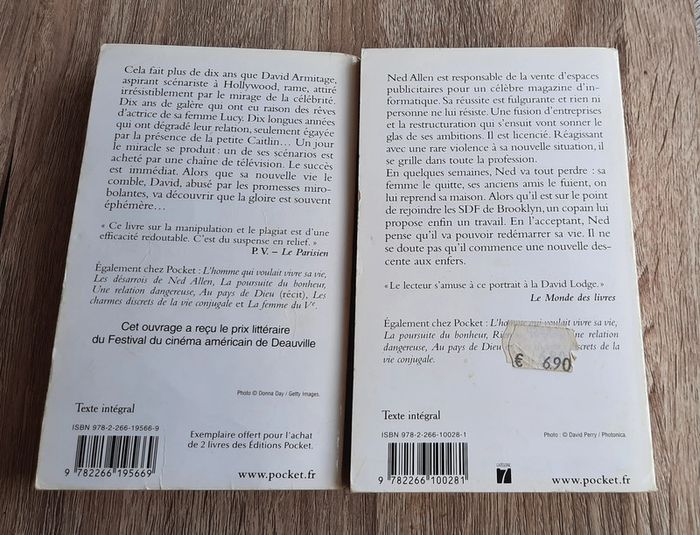 Cela fait plus de dix ans que David Armitage,
aspirant scénariste à Hollywood, rame, attiré
irrésistiblement par le mirage de la célébrité.
Dix ans de galère qui ont eu raison des rêves
d'actrice de sa femme Lucy. Dix longues années
qui ont dégradé leur relation, seulement égayée
par la présence de la petite Caitlin… Un jour
le miracle se produit : un de ses scénarios est
acheté par une chaîne de télévision. Le succès
est immédiat. Alors que sa nouvelle vie le
comble, David, abusé par les promesses miro-
bolantes, va découvrir que la gloire est souvent
éphémère…
« Ce livre sur la manipulation et le plagiat est d'une
efficacité redoutable. C'est du suspense en relief. »
P. V. – Le Parisien
Également chez Pocket : L'homme qui voulait vivre sa vie,
Les désarrois de Ned Allen, La poursuite du bonheur,
Une relation dangereuse, Au pays de Dieu (récit), Les
charmes discrets de la vie conjugale et La femme du Ve.
Cet ouvrage a reçu le prix littéraire
du Festival du cinéma américain de Deauville
Photo © Donna Day / Getty Images.
Texte intégral
ISBN 978-2-266-19566-9
9 782266 195669
Exemplaire offert pour l'achat
de 2 livres des Éditions Pocket.
www.pocket.fr
Ned Allen est responsable de la vente d'espaces
publicitaires pour un célèbre magazine d'in-
formatique. Sa réussite est fulgurante et rien ni
personne ne lui résiste. Une fusion d'entreprises
et la restructuration qui s'ensuit vont sonner le
glas de ses ambitions. Il est licencié. Réagissant
avec une rare violence à sa nouvelle situation, il
se grille dans toute la profession.
En quelques semaines, Ned va tout perdre : sa
femme le quitte, ses anciens amis le fuient, on
lui reprend sa maison. Alors qu'il est sur le point
de rejoindre les SDF de Brooklyn, un copain lui
propose enfin un travail. En l'acceptant, Ned
pense qu'il va pouvoir redémarrer sa vie. Il ne
se doute pas qu'il commence une nouvelle des-
cente aux enfers.
« Le lecteur s'amuse à ce portrait à la David Lodge. »
Le Monde des livres
Également chez Pocket : L'homme qui voulait vivre sa vie,
La poursuite du bonheur, Une relation
dangereuse, Au pays de Dieu discrets de la vie
conjugale.
€ 6.90
Texte intégral
ISBN 978-2-266-10028-1
9 782266 100281
Photo : © David Perry / Photonica.
CATÉGORIE
7
www.pocket.fr